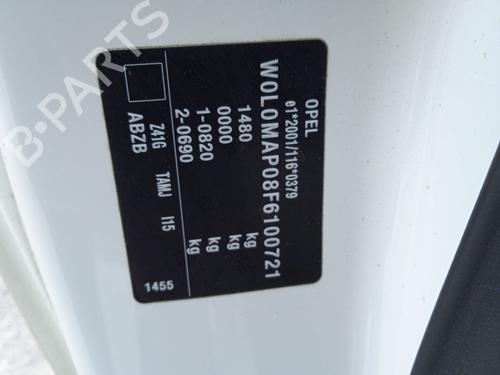 OPEL
e1*2001/116*0379
W0L0MAP08F6100721
1480 kg
0000 kg
1-0820 kg
2-0690 kg
Z41G TAMJ I15
ABZB
1455
B-PARTS